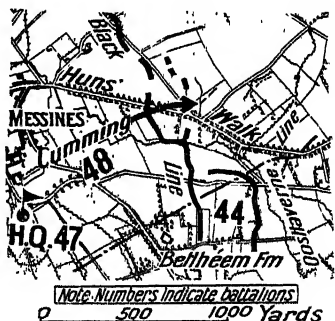 Black
Huns'
Walk
MESSINES
Cumming
Line
48
Line
Oostaverne
H.Q. 47
44
Bethleem Fm
Note: Numbers indicate battalions
0 500 1000 Yards